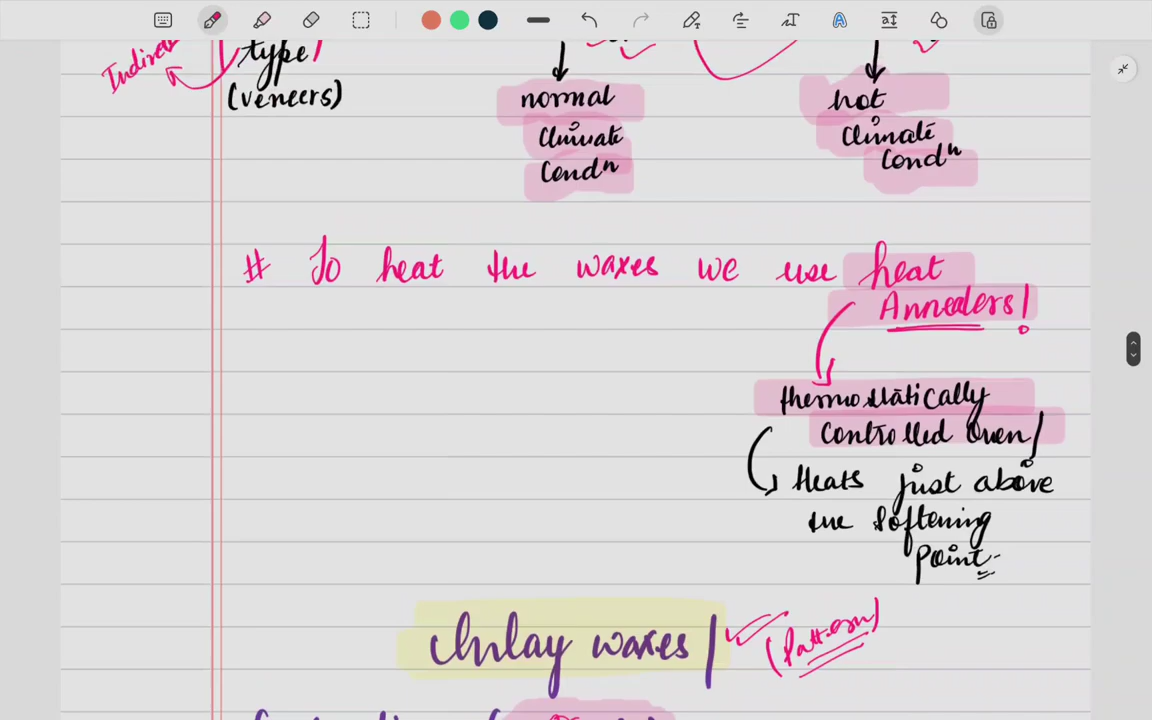 Indirect
type
(veneers)
normal
Climate
Condⁿ
hot
Climate
Condⁿ
# To heat the waxes we use heat
Annealers!
thermostatically
Controlled Oven
Heats just above
the Softening
Point
Inlay waxes
(Pattern)